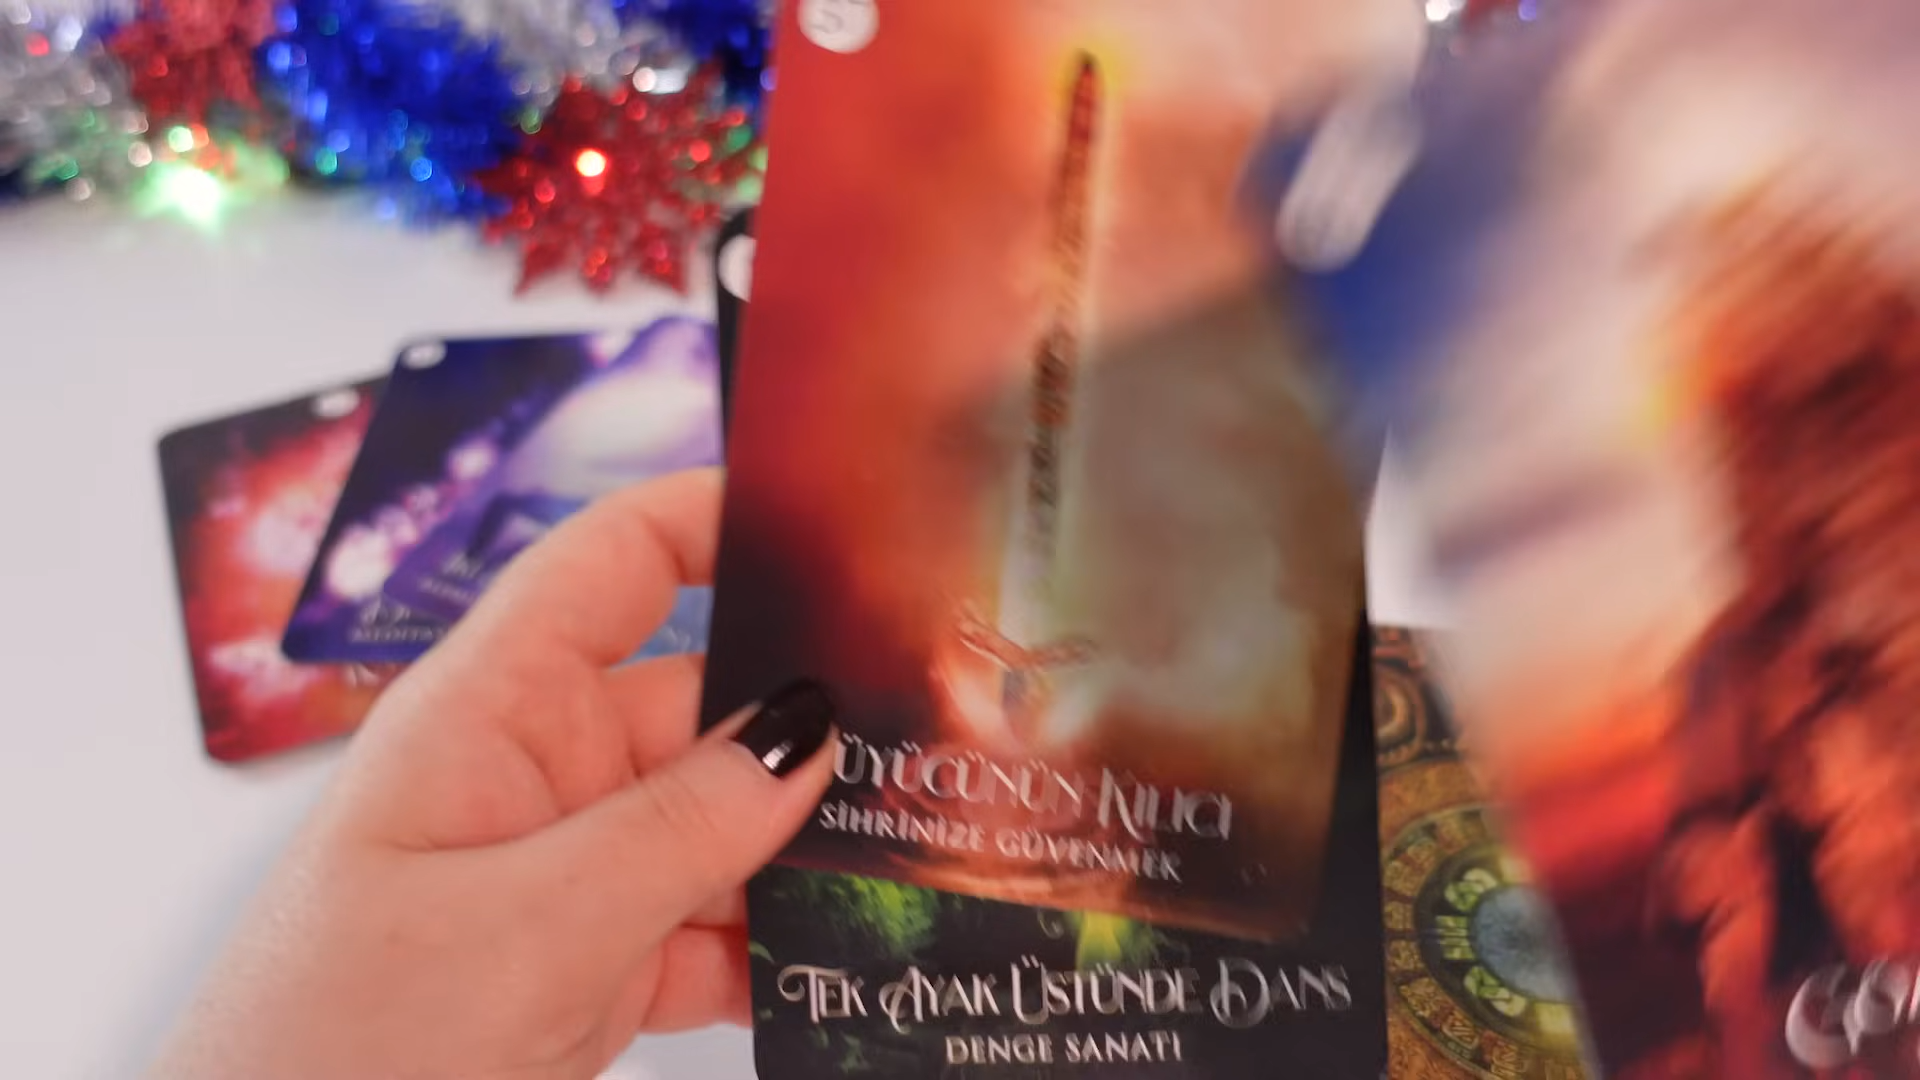 ÜYÜCÜNÜN KILICI
SİHRİNİZE GÜVENMEK
TEK AYAK ÜSTÜNDE DANS
DENGE SANATI